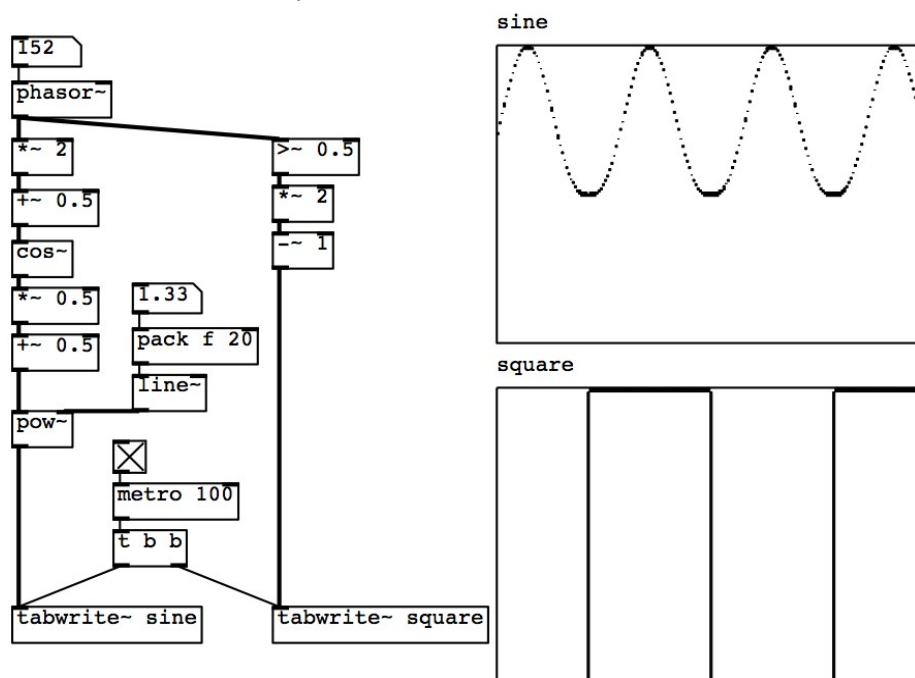 152
phasor~
*~ 2
+~ 0.5
cos~
*~ 0.5
+~ 0.5
pow~
1.33
pack f 20
line~
metro 100
t b b
tabwrite~ sine
>~ 0.5
*~ 2
-~ 1
tabwrite~ square
sine
square